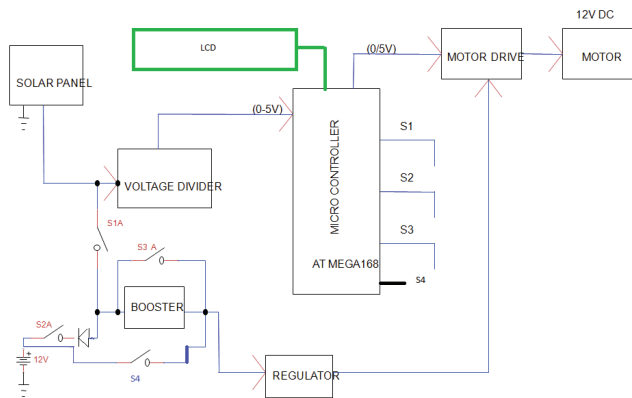 12V DC
LCD
(0/5V)
MOTOR DRIVE
MOTOR
SOLAR PANEL
(0-5V)
S1
MICRO CONTROLLER
VOLTAGE DIVIDER
S2
S1A
S3
S3 A
AT MEGA168
S4
BOOSTER
S2A
+
12V
S4
REGULATOR